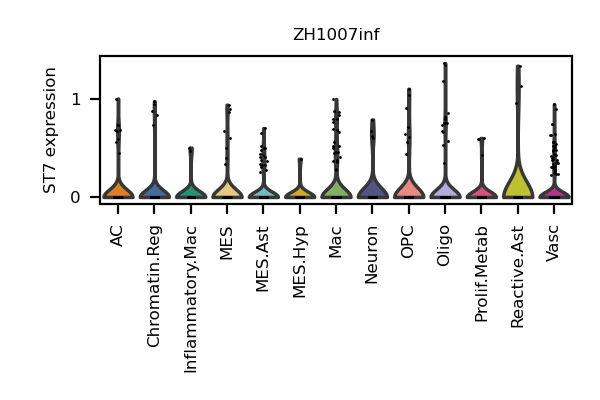 ZH1007inf
ST7 expression
1
0
AC
Chromatin.Reg
Inflammatory.Mac
MES
MES.Ast
MES.Hyp
Mac
Neuron
OPC
Oligo
Prolif.Metab
Reactive.Ast
Vasc